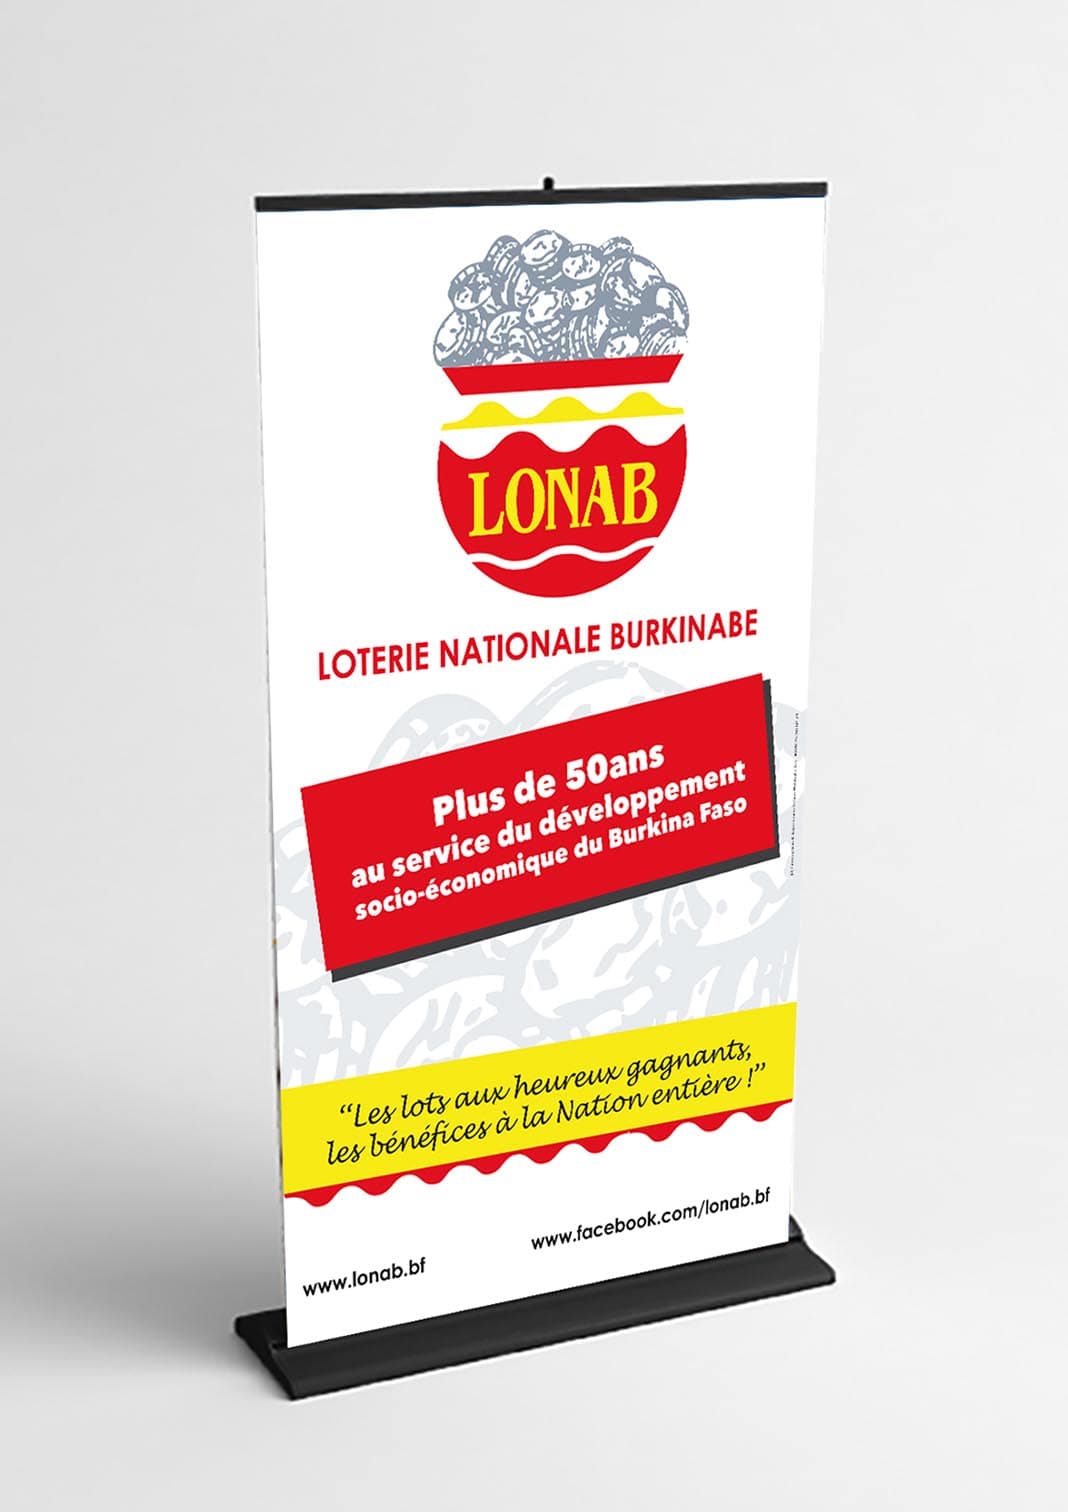 LONAB
LOTERIE NATIONALE BURKINABE
Plus de 50ans
au service du développement
socio-économique du Burkina Faso
“Les lots aux heureux gagnants,
les bénéfices à la Nation entière !”
www.facebook.com/lonab.bf
www.lonab.bf